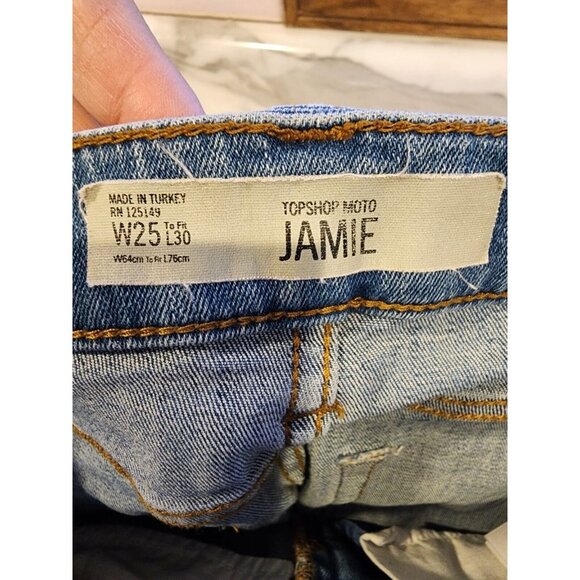 MADE IN TURKEY
RN 125149
W25 To Fit L30
W64cm To Fit L76cm
TOPSHOP MOTO
JAMIE